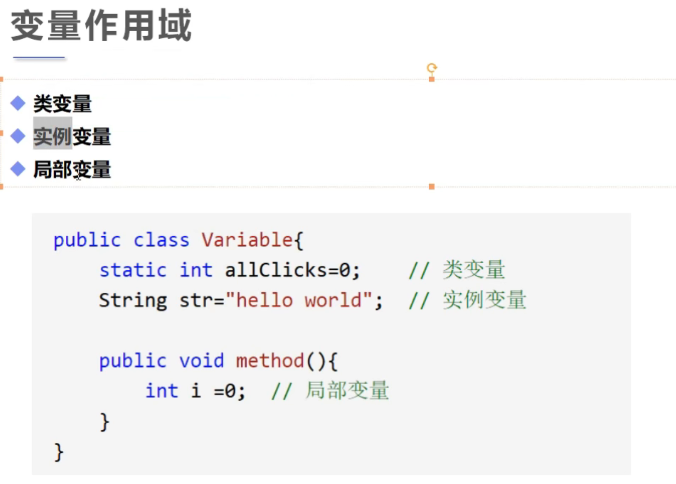 变量作用域
类变量
实例变量
局部变量
public class Variable{
    static int allClicks=0;    // 类变量
    String str="hello world";  // 实例变量
    public void method(){
        int i =0;  // 局部变量
    }
}